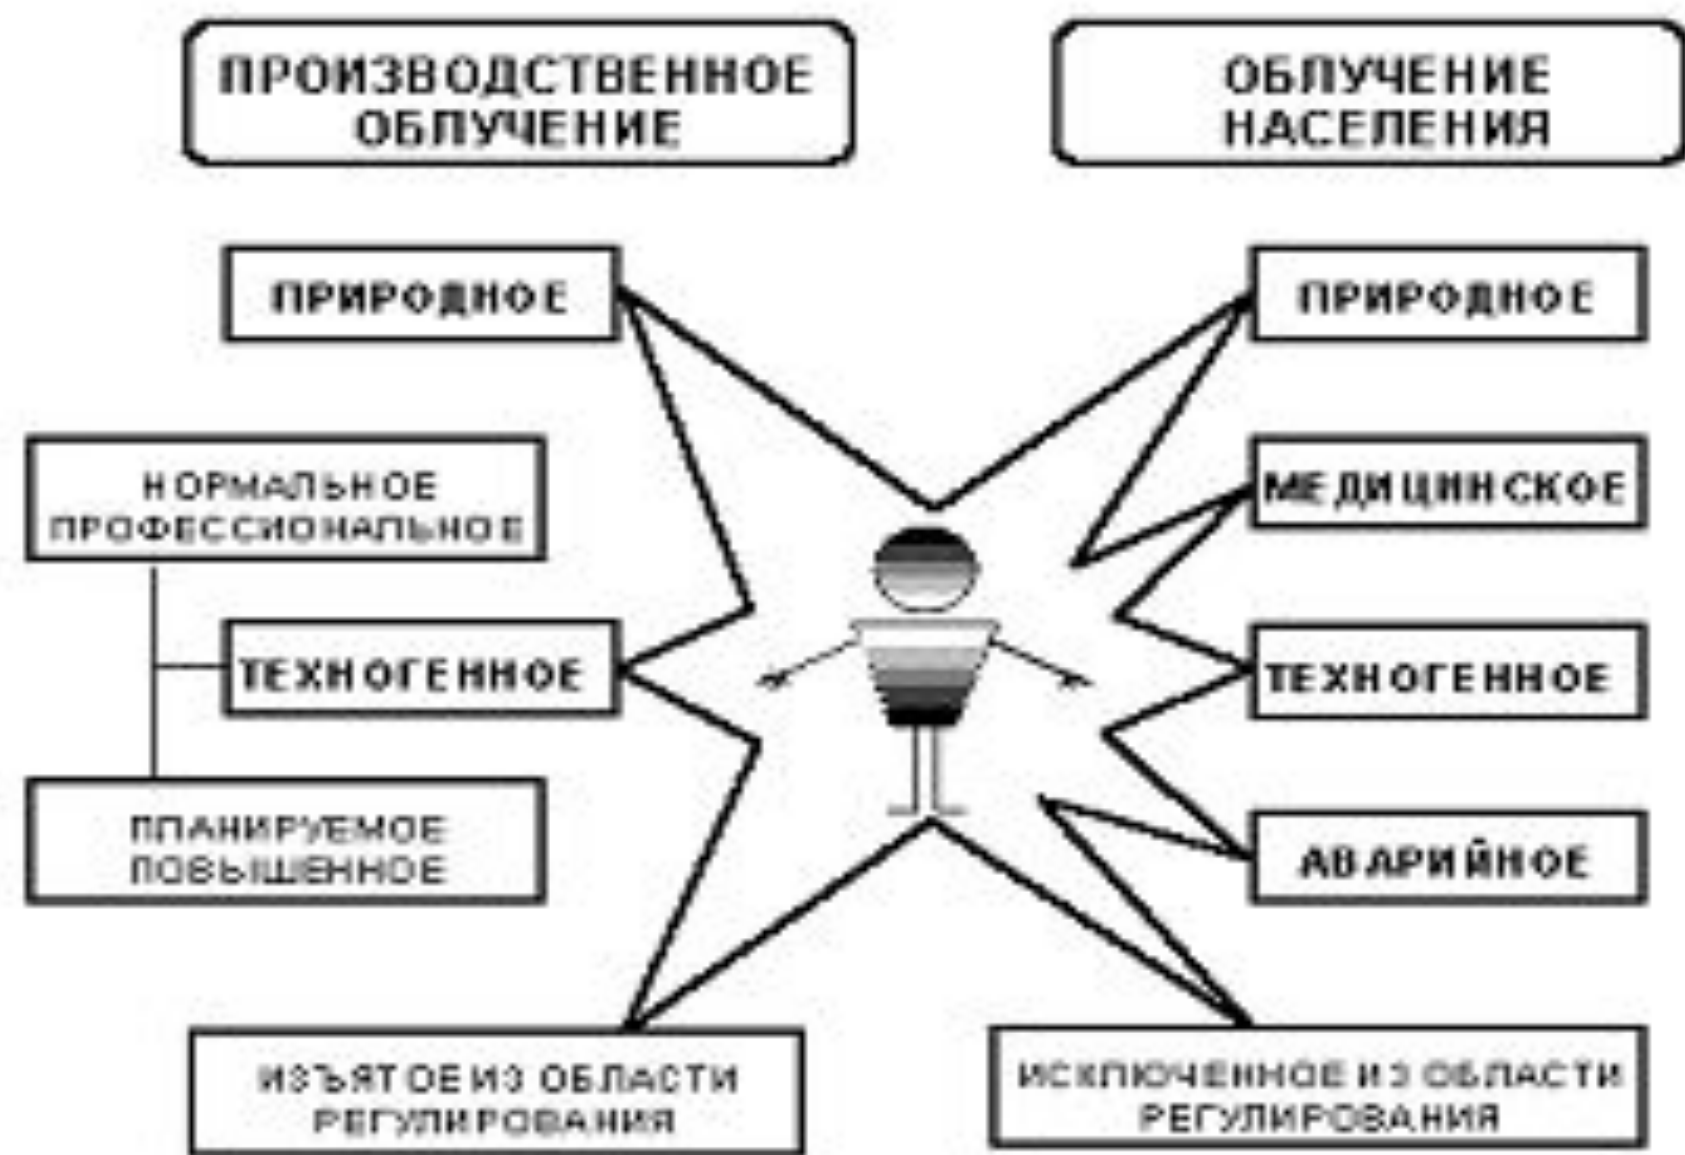 ПРОИЗВОДСТВЕННОЕ
ОБЛУЧЕНИЕ
ОБЛУЧЕНИЕ
НАСЕЛЕНИЯ
ПРИРОДНОЕ
НОРМАЛЬНОЕ
ПРОФЕССИОНАЛЬНОЕ
ТЕХНОГЕННОЕ
ПЛАНИРУЕМОЕ
ПОВЫШЕННОЕ
ИЗЪЯТОЕ ИЗ ОБЛАСТИ
РЕГУЛИРОВАНИЯ
ПРИРОДНОЕ
МЕДИЦИНСКОЕ
ТЕХНОГЕННОЕ
АВАРИЙНОЕ
ИСКЛЮЧЕННОЕ ИЗ ОБЛАСТИ
РЕГУЛИРОВАНИЯ